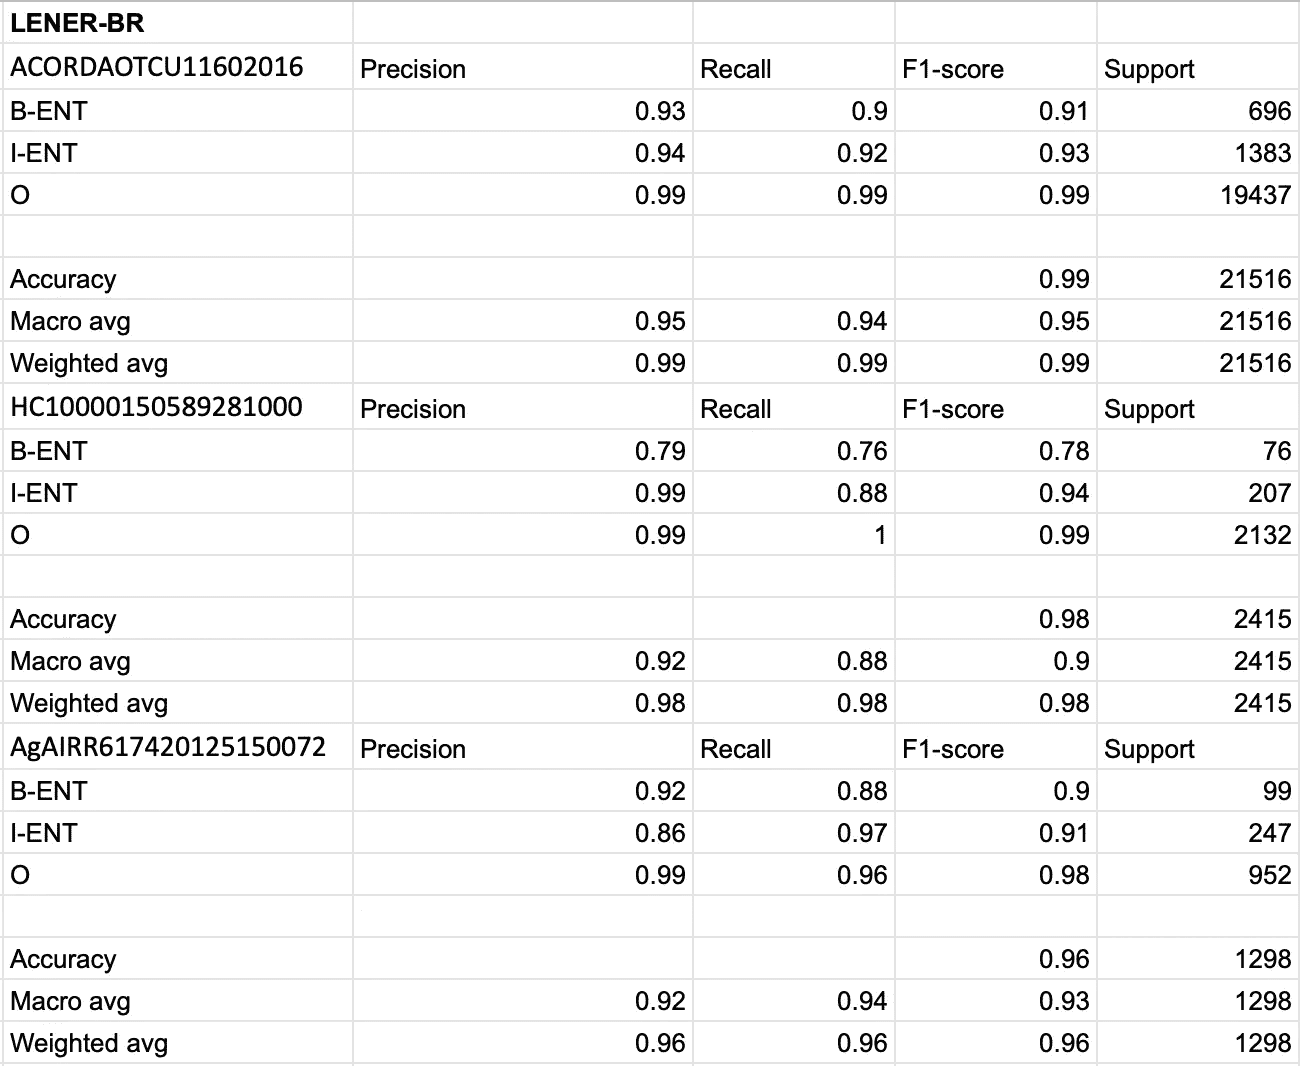 LENER-BR
ACORDAOTCU11602016 Precision Recall F1-score Support
B-ENT 0.93 0.9 0.91 696
I-ENT 0.94 0.92 0.93 1383
O 0.99 0.99 0.99 19437
Accuracy 0.99 21516
Macro avg 0.95 0.94 0.95 21516
Weighted avg 0.99 0.99 0.99 21516
HC10000150589281000 Precision Recall F1-score Support
B-ENT 0.79 0.76 0.78 76
I-ENT 0.99 0.88 0.94 207
O 0.99 1 0.99 2132
Accuracy 0.98 2415
Macro avg 0.92 0.88 0.9 2415
Weighted avg 0.98 0.98 0.98 2415
AgAIRR617420125150072 Precision Recall F1-score Support
B-ENT 0.92 0.88 0.9 99
I-ENT 0.86 0.97 0.91 247
O 0.99 0.96 0.98 952
Accuracy 0.96 1298
Macro avg 0.92 0.94 0.93 1298
Weighted avg 0.96 0.96 0.96 1298